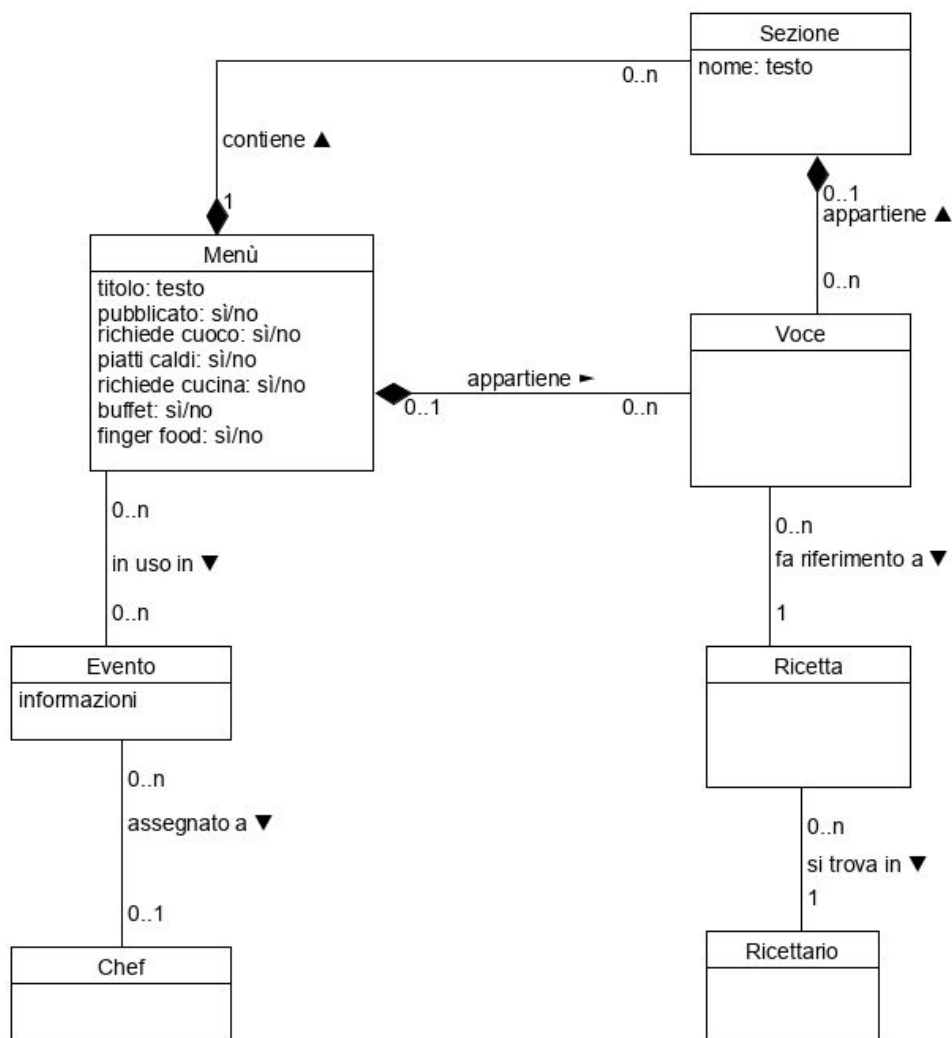 Sezione
nome: testo
0..n
contiene ▲
1
0..1
appartiene ▲
0..n
Menù
titolo: testo
pubblicato: sì/no
richiede cuoco: sì/no
piatti caldi: sì/no
richiede cucina: sì/no
buffet: sì/no
finger food: sì/no
appartiene ►
0..1
0..n
Voce
0..n
in uso in ▼
0..n
0..n
fa riferimento a ▼
1
Evento
informazioni
Ricetta
0..n
assegnato a ▼
0..1
0..n
si trova in ▼
1
Chef
Ricettario